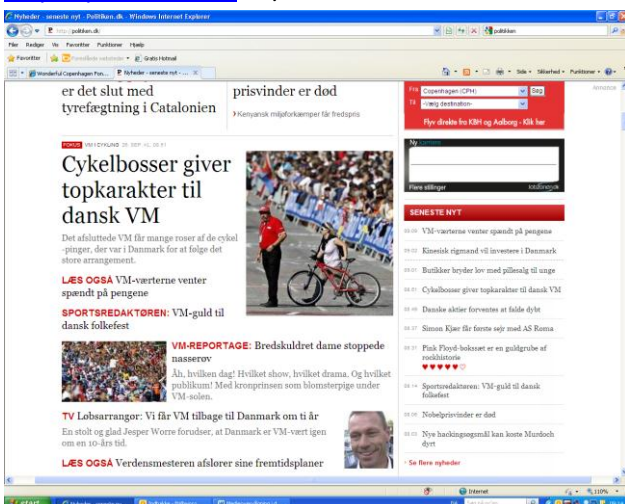 Nyheder - seneste nyt - Politiken.dk - Windows Internet Explorer
http://politiken.dk
politikken
Filer Rediger Vis Favoritter Funktioner Hjælp
Favoritter Gratis Hotmail
Wonderful Copenhagen Fon... Nyheder - seneste nyt - ... Side Sikkerhed Funktioner
er det slut med
tyrefægtning i Catalonien
prisvinder er død
Kenyansk miljøforkæmper får fredspris
FOKUS VM I CYKLING 26. SEP KL.
Cykelbosser giver
topkarakter til
dansk VM
Det afsluttede VM får mange roser af de cykel
-pinger, der var i Danmark for at følge det
store arrangement.
LÆS OGSÅ VM-værterne venter
spændt på pengene
SPORTSREDAKTØREN: VM-guld til
dansk folkefest
VM-REPORTAGE: Bredskuldret dame stoppede
nasserøv
Åh, hvilken dag! Hvilket show, hvilket drama. Og hvilket
publikum! Med kronprinsen som blomsterpige under
VM-solen.
TV Løbsarrangør: Vi får VM tilbage til Danmark om ti år
En stolt og glad Jesper Worre forudser, at Danmark er VM-vært igen
om en 10-års tid.
LÆS OGSÅ Verdensmesteren afslører sine fremtidsplaner
Fra Copenhagen (CPH) Søg
Til -Vælg destination-
Flyv direkte fra KBH og Aalborg - Klik her
Annonce
Ny karriere
Flere stillinger
SENESTE NYT
VM-værterne venter spændt på pengene
Kinesisk rigmand vil investere i Danmark
Butikker bryder lov med pillesalg til unge
Cykelbosser giver topkarakter til dansk VM
Danske aktier forventes at falde dybt
Simon Kjær får første sejr med AS Roma
Pink Floyd-bokssæt er en guldgrube af
rockhistorie
Sportsredaktøren: VM-guld til dansk
folkefest
Nobelprisvinder er død
Nye hackingsøgsmål kan koste Murdoch
dyrt
Se flere nyheder
Internet 110%
start